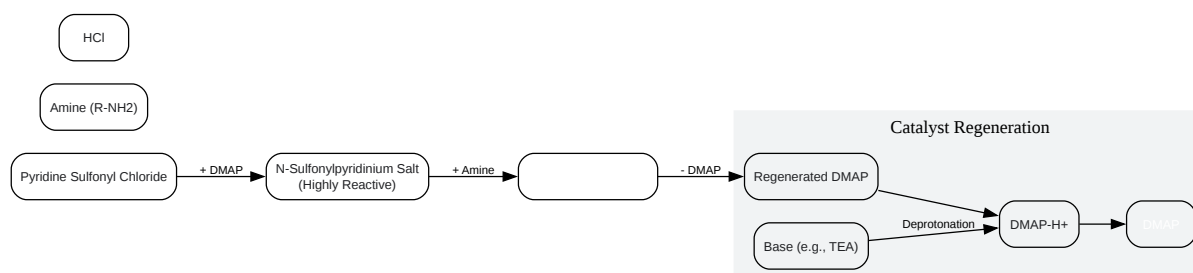 HCl
Amine (R-NH2)
Catalyst Regeneration
Pyridine Sulfonyl Chloride
+ DMAP
N-Sulfonylpyridinium Salt
(Highly Reactive)
+ Amine
- DMAP
Regenerated DMAP
Base (e.g., TEA)
Deprotonation
DMAP-H+
DMAP